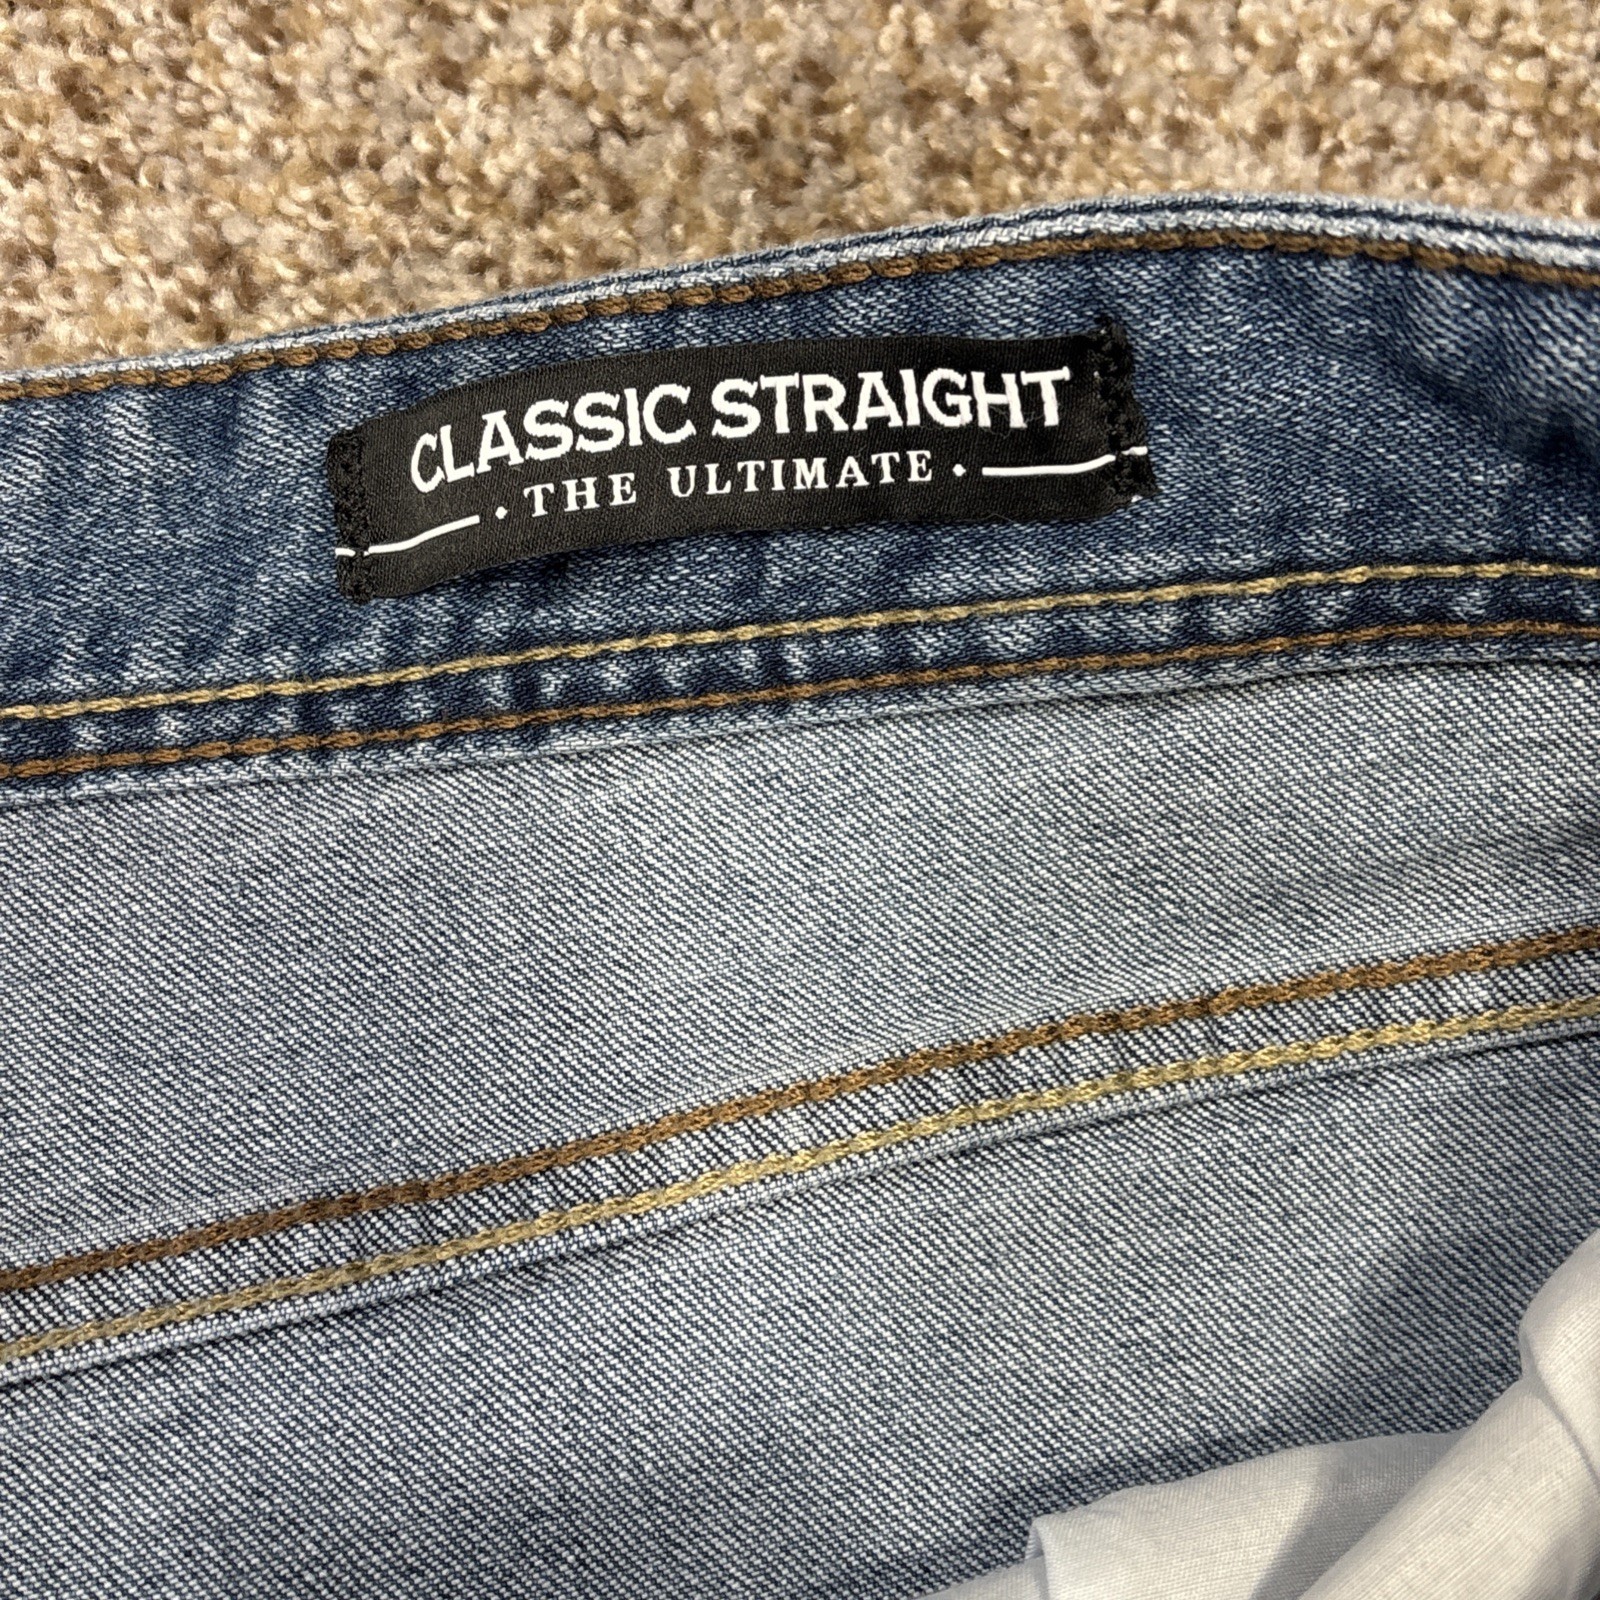 CLASSIC STRAIGHT
· THE ULTIMATE ·